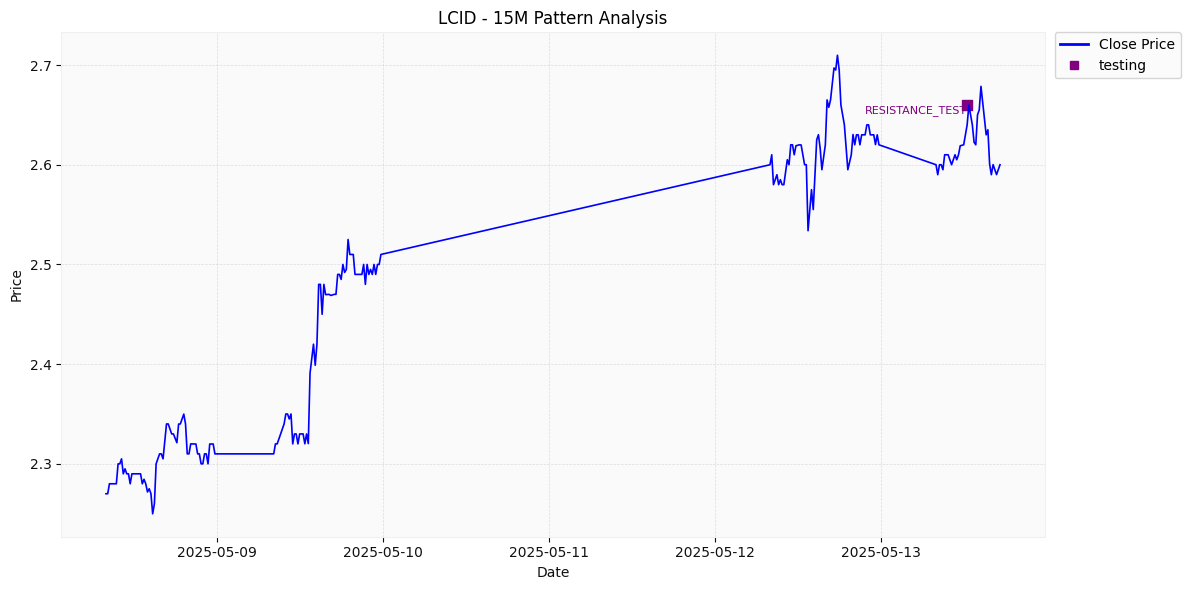 LCID - 15M Pattern Analysis
Close Price
testing
2.7
2.6
2.5
2.4
2.3
Price
RESISTANCE_TEST
2025-05-09
2025-05-10
2025-05-11
2025-05-12
2025-05-13
Date